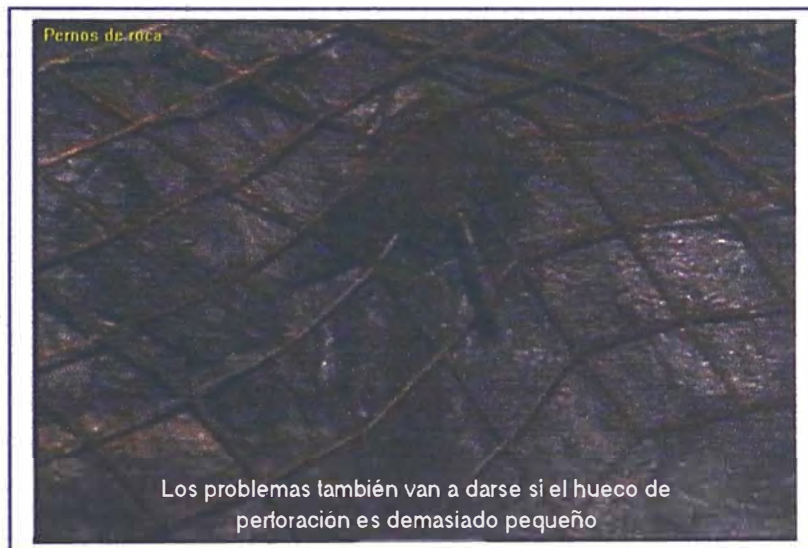 Pernos de roca
Los problemas también van a darse si el hueco de
perforación es demasiado pequeño